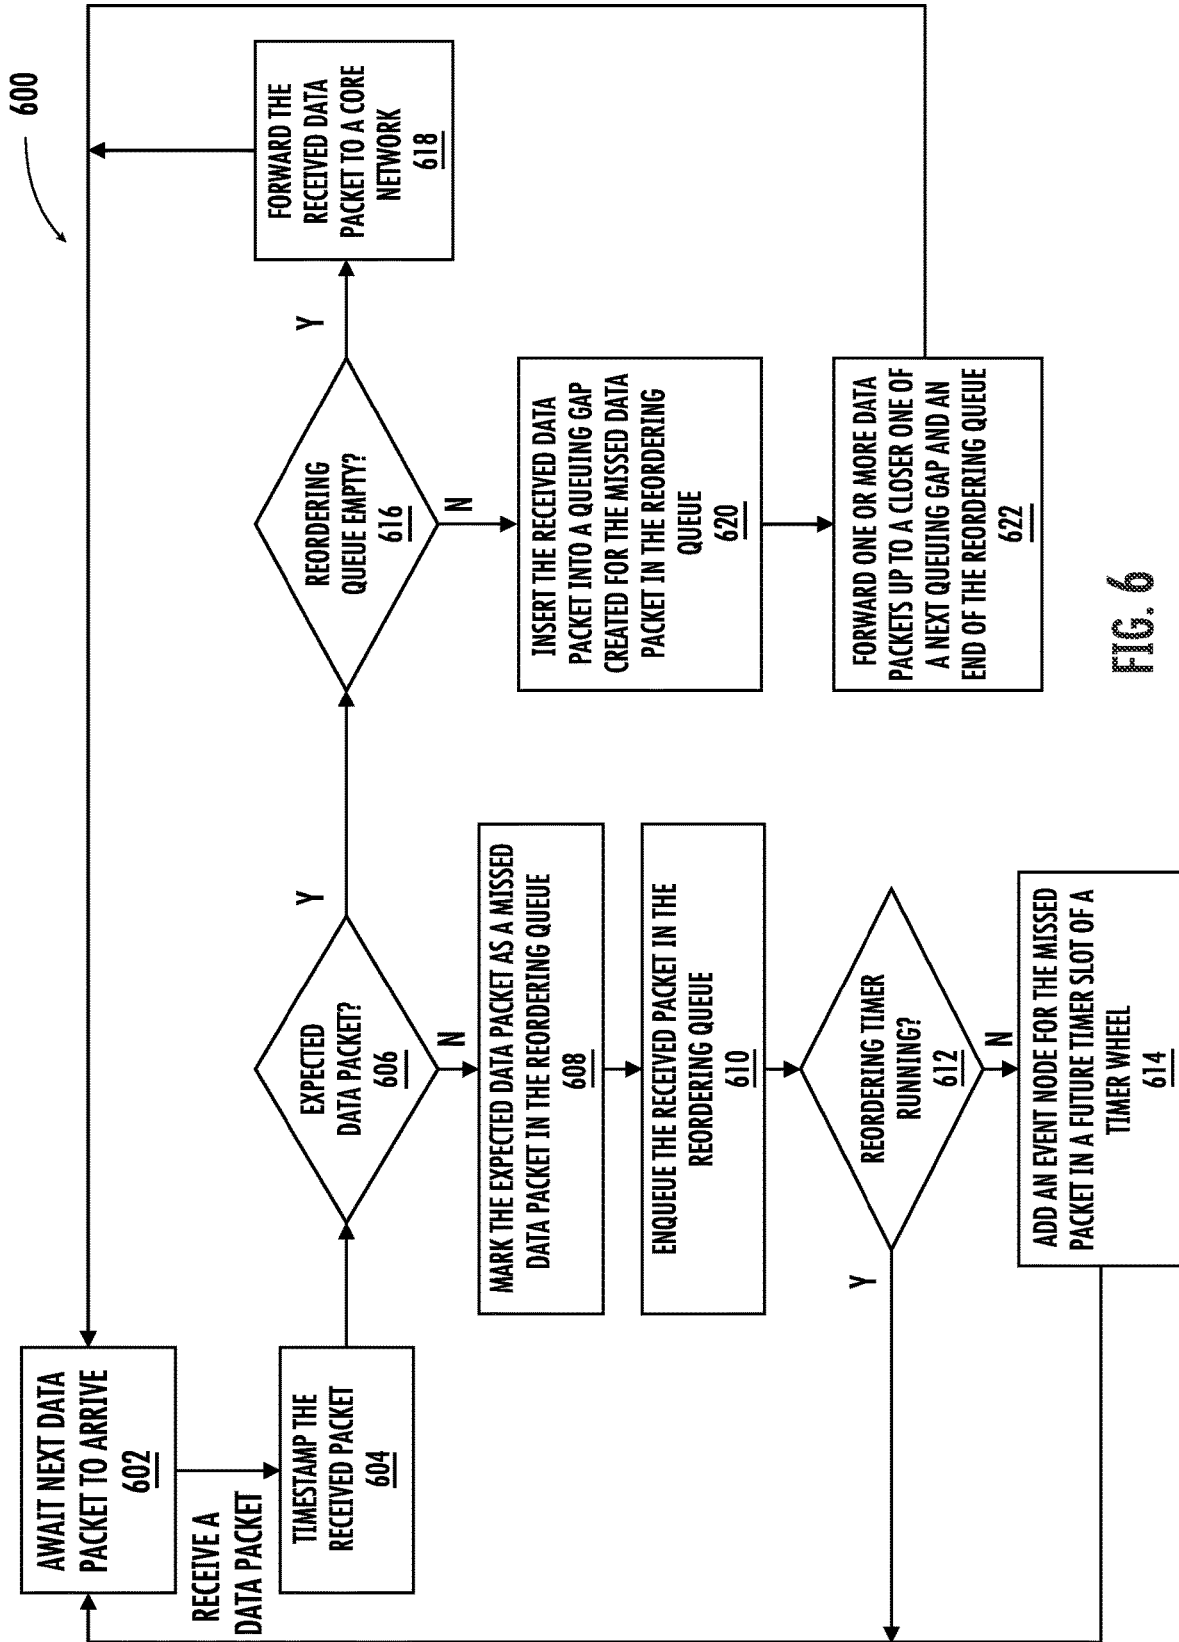 600
AWAIT NEXT DATA
PACKET TO ARRIVE
602
RECEIVE A
DATA PACKET
TIMESTAMP THE
RECEIVED PACKET
604
EXPECTED
DATA PACKET?
606
Y
N
MARK THE EXPECTED DATA PACKET AS A MISSED
DATA PACKET IN THE REORDERING QUEUE
608
ENQUEUE THE RECEIVED PACKET IN THE
REORDERING QUEUE
610
REORDERING TIMER
RUNNING?
612
Y
N
ADD AN EVENT NODE FOR THE MISSED
PACKET IN A FUTURE TIMER SLOT OF A
TIMER WHEEL
614
REORDERING
QUEUE EMPTY?
616
Y
N
FORWARD THE
RECEIVED DATA
PACKET TO A CORE
NETWORK
618
INSERT THE RECEIVED DATA
PACKET INTO A QUEUING GAP
CREATED FOR THE MISSED DATA
PACKET IN THE REORDERING
QUEUE
620
FORWARD ONE OR MORE DATA
PACKETS UP TO A CLOSER ONE OF
A NEXT QUEUING GAP AND AN
END OF THE REORDERING QUEUE
622
FIG. 6